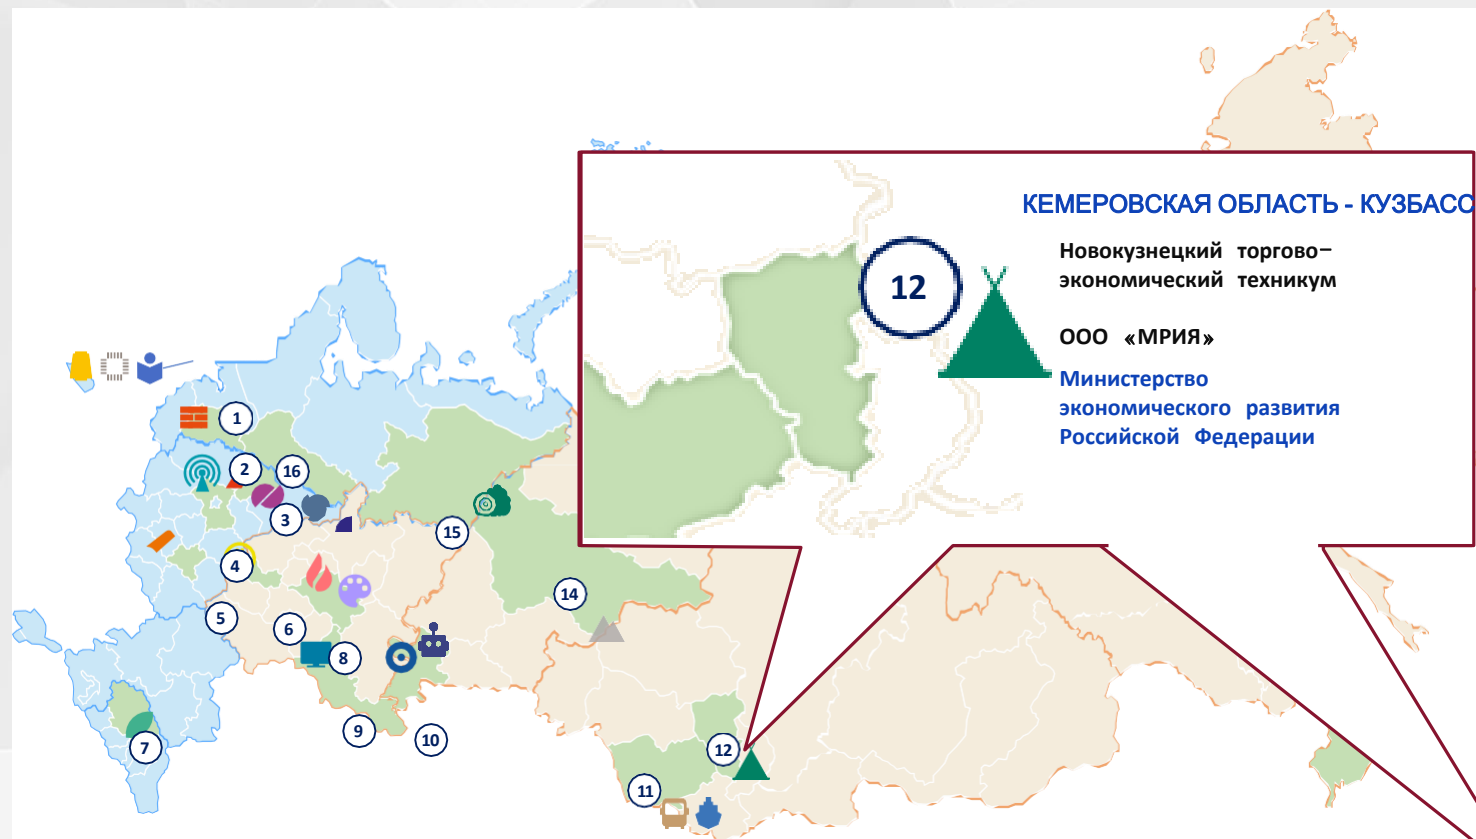 КЕМЕРОВСКАЯ ОБЛАСТЬ - КУЗБАСС
12
Новокузнецкий торгово–
экономический техникум
ООО «МРИЯ»
Министерство
экономического развития
Российской Федерации
1
2
16
3
15
4
14
5
6
8
9
10
7
12
11